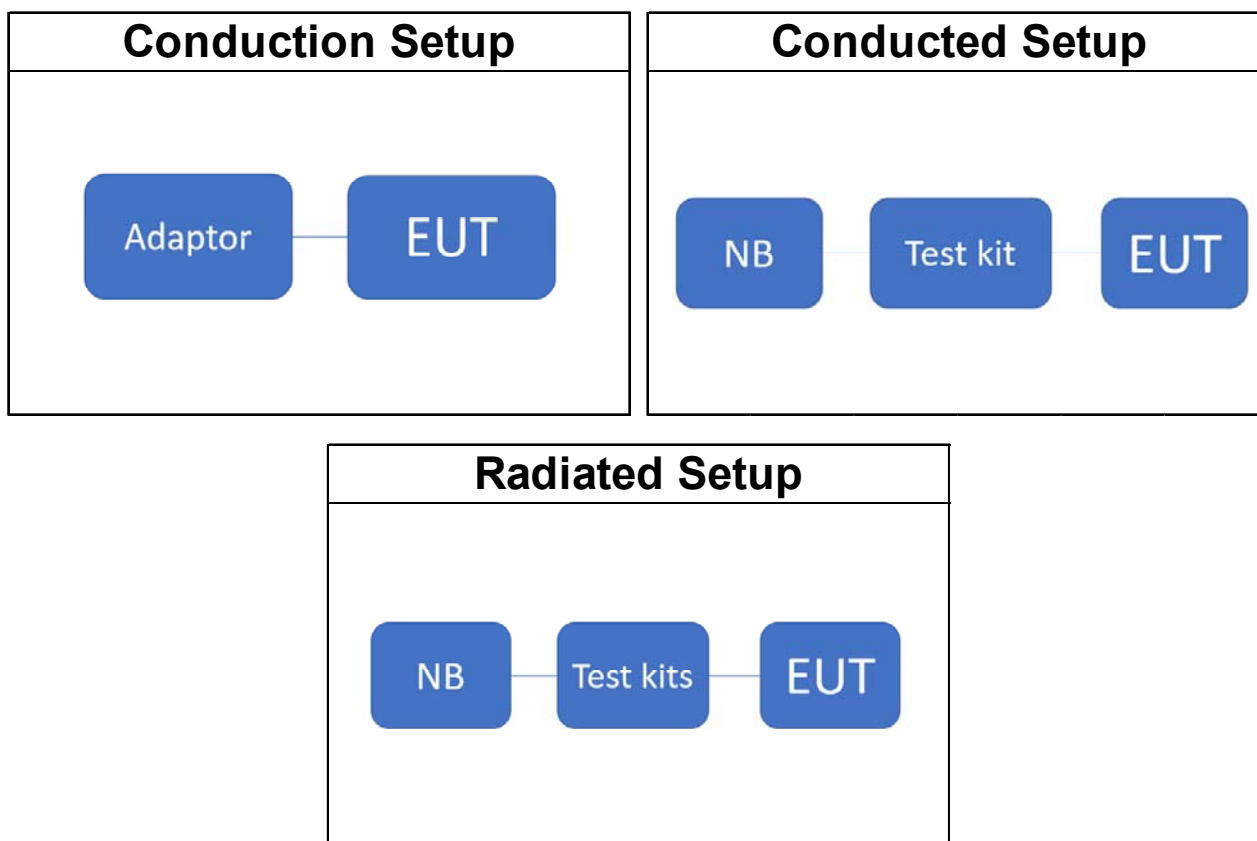 Conduction Setup
Adaptor
EUT
Conducted Setup
NB
Test kit
EUT
Radiated Setup
NB
Test kits
EUT